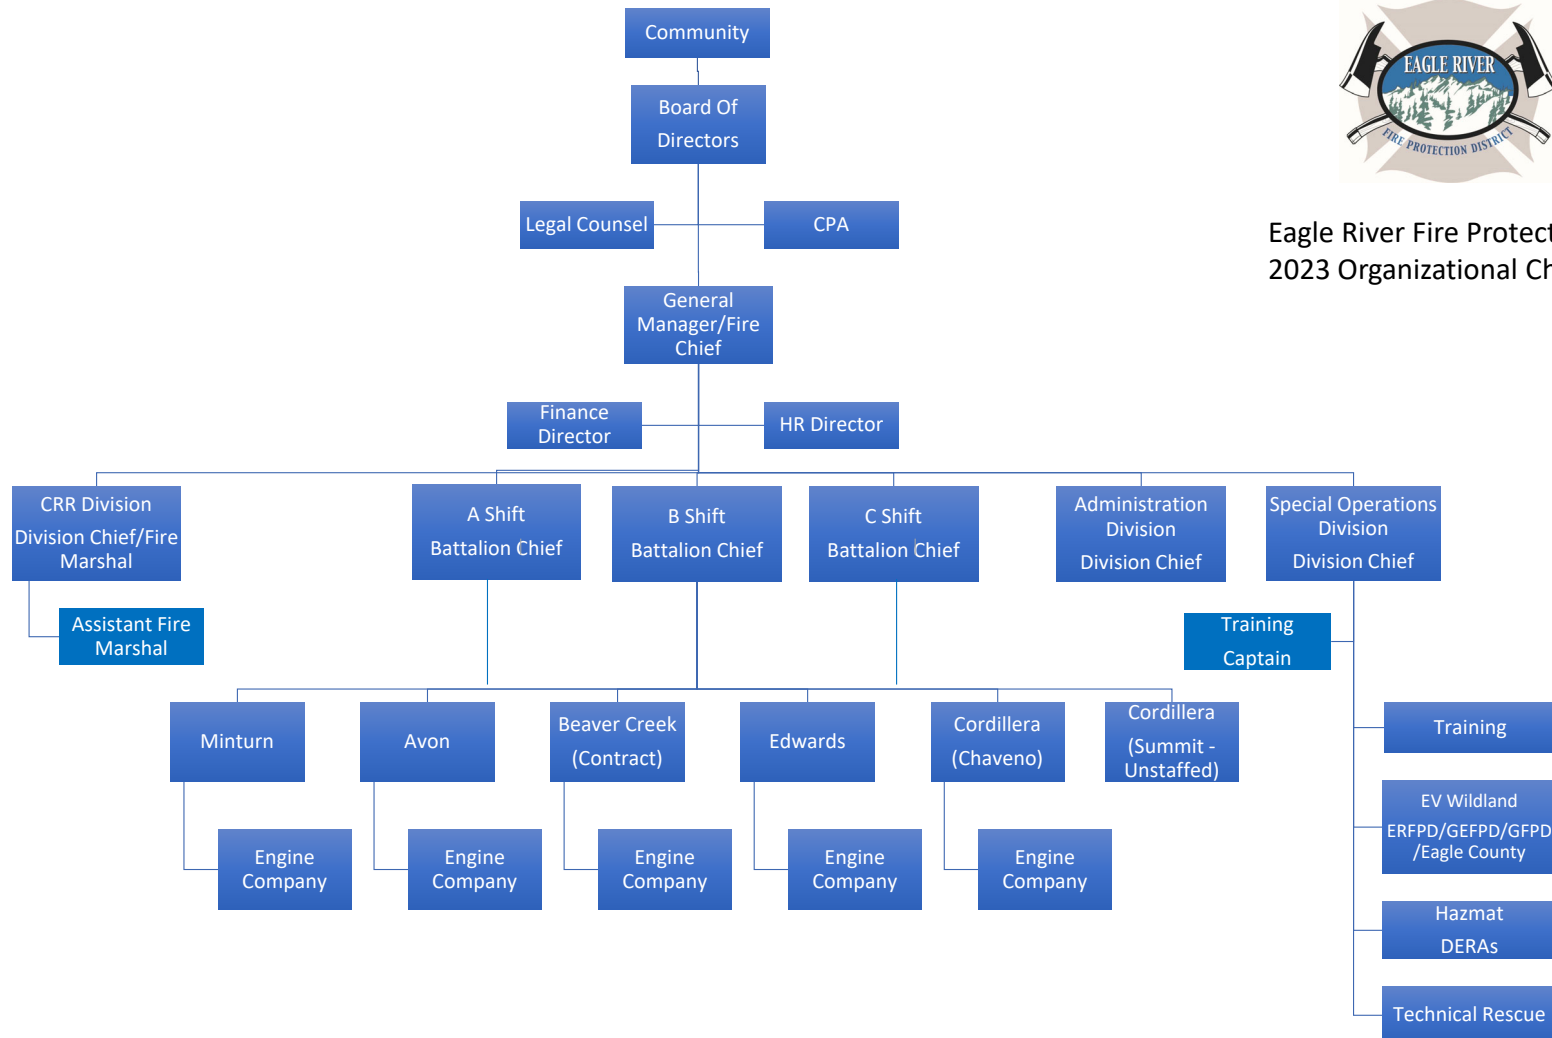 Community
EAGLE RIVER
FIRE PROTECTION DISTRICT
Board Of
Directors
Legal Counsel
CPA
Eagle River Fire Protect
2023 Organizational Ch
General
Manager/Fire
Chief
Finance
Director
HR Director
CRR Division
Division Chief/Fire
Marshal
A Shift
Battalion Chief
B Shift
Battalion Chief
C Shift
Battalion Chief
Administration
Division
Division Chief
Special Operations
Division
Division Chief
Assistant Fire
Marshal
Training
Captain
Minturn
Avon
Beaver Creek
(Contract)
Edwards
Cordillera
(Chaveno)
Cordillera
(Summit -
Unstaffed)
Training
EV Wildland
ERFPD/GEFPD/GFPD
/Eagle County
Engine
Company
Engine
Company
Engine
Company
Engine
Company
Engine
Company
Hazmat
DERAs
Technical Rescue